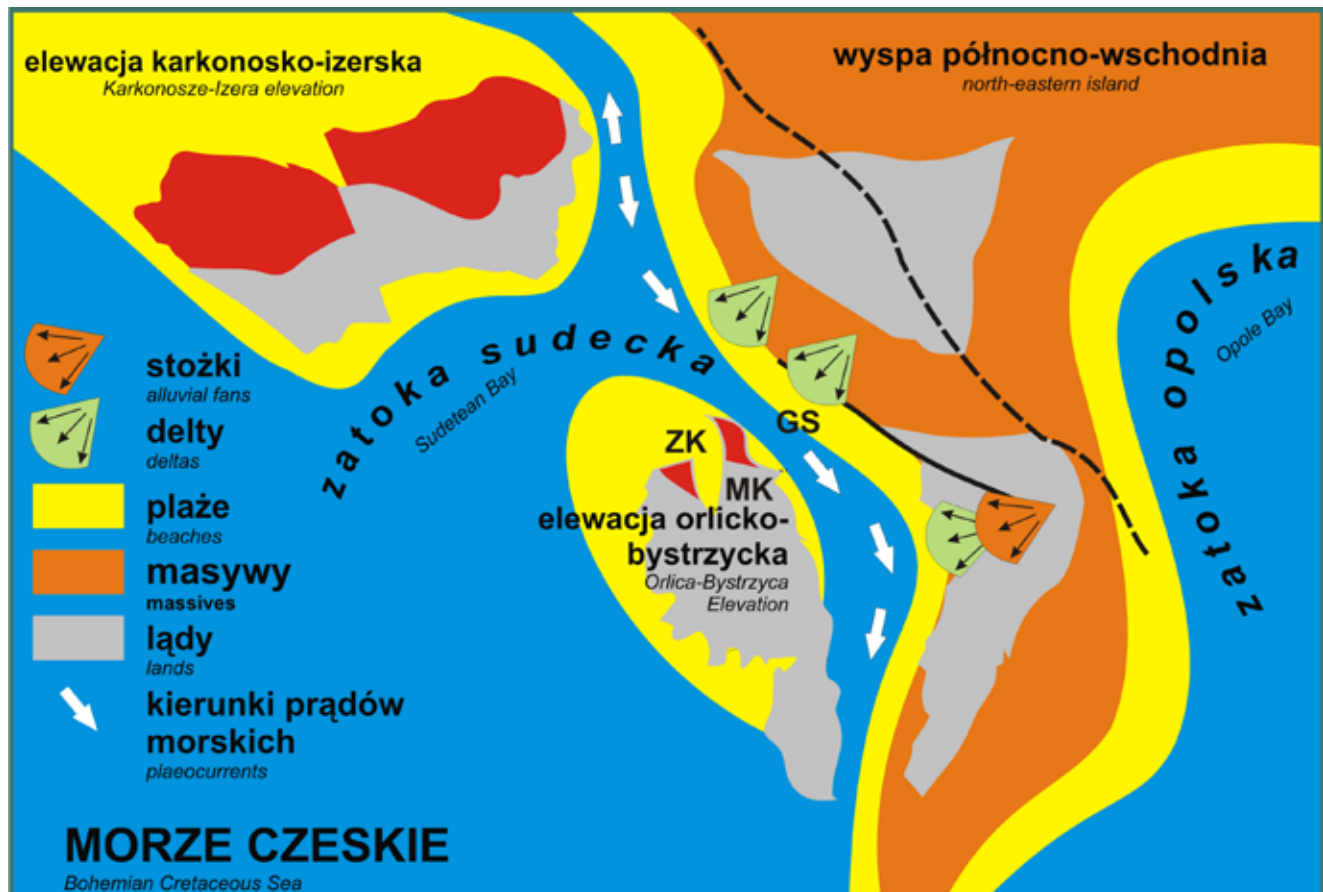 elewacja karkonosko-izerska
Karkonosze-Izera elevation
wyspa północno-wschodnia
north-eastern island
zatoka sudecka
Sudetean Bay
zatoka opolska
Opole Bay
GS
ZK
MK
elewacja orlicko-
bystrzycka
Orlica-Bystrzyca
Elevation
stożki
alluvial fans
delty
deltas
plaże
beaches
masywy
massives
lądy
lands
kierunki prądów
morskich
plaeocurrents
MORZE CZESKIE
Bohemian Cretaceous Sea